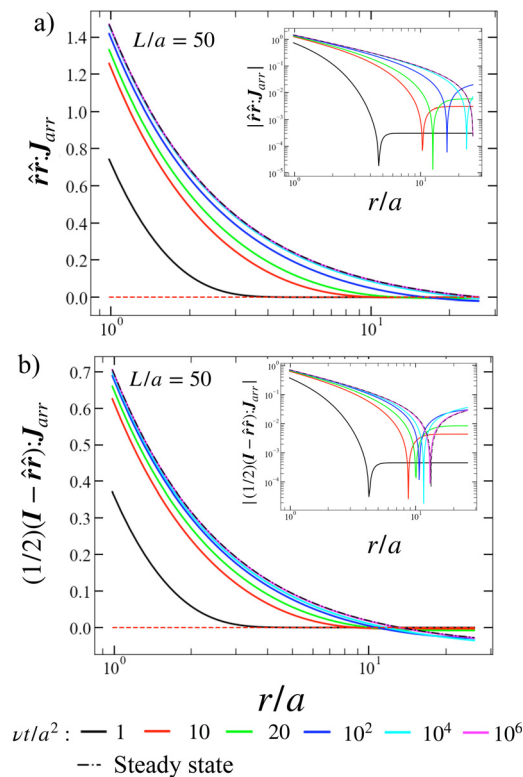 a)
L/a = 50
r̂r̂:J_arr
1.4
1.2
1.0
0.8
0.6
0.4
0.2
0.0
10^0
10^1
|r̂r̂:J_arr|
10^0
10^-1
10^-2
10^-3
10^-4
10^-5
10^0
10^1
r/a
b)
L/a = 50
(1/2)(I − r̂r̂):J_arr
0.7
0.6
0.5
0.4
0.3
0.2
0.1
0.0
10^0
10^1
|(1/2)(I − r̂r̂):J_arr|
10^0
10^-1
10^-2
10^-3
10^-4
10^0
10^1
r/a
r/a
νt/a^2 : 1 10 20 10^2 10^4 10^6
Steady state